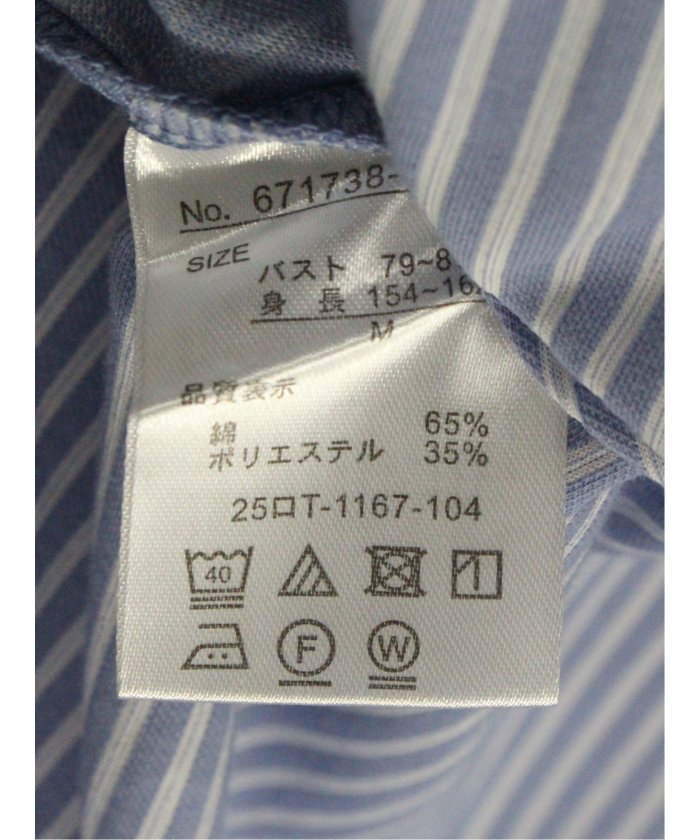 No. 671738-
SIZE
バスト 79~8
身長 154~16
M
品質表示
綿 65%
ポリエステル 35%
25ロT-1167-104
40
F W